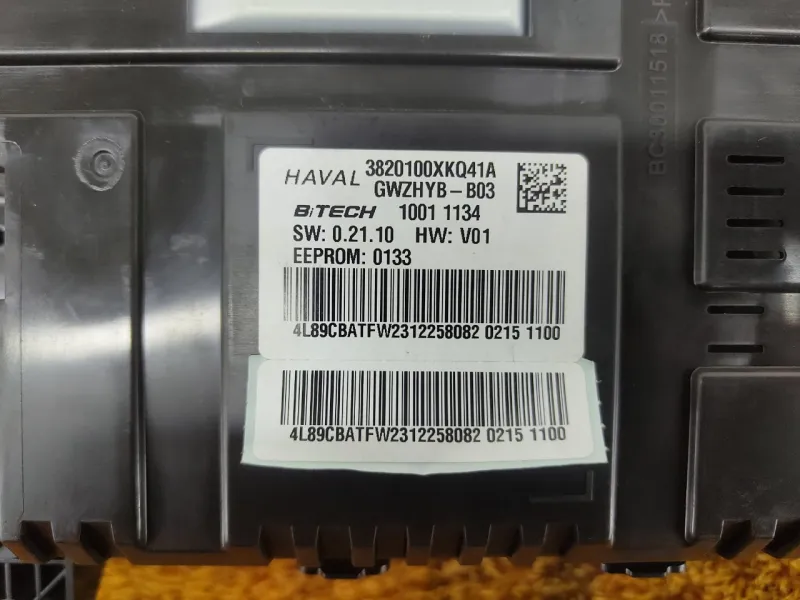 HAVAL 3820100XKQ41A
GWZHYB-B03
BiTECH 1001 1134
SW: 0.21.10 HW: V01
EEPROM: 0133
4L89CBATFW2312258082 0215 1100
4L89CBATFW2312258082 0215 1100
BC30011518 >P